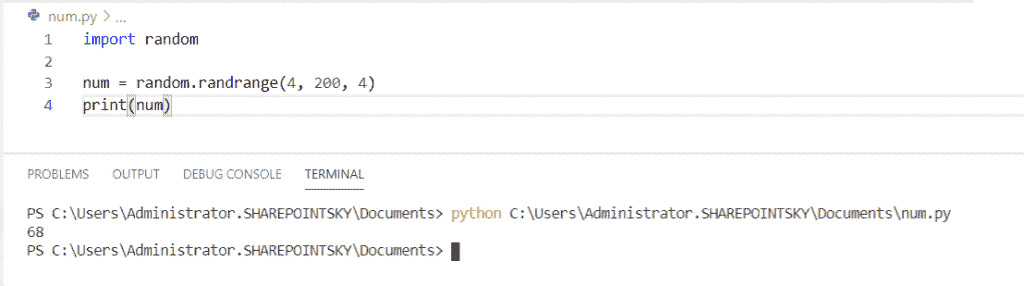 num.py > ...
1 import random
2
3 num = random.randrange(4, 200, 4)
4 print(num)
PROBLEMS OUTPUT DEBUG CONSOLE TERMINAL
PS C:\Users\Administrator.SHAREPOINTSKY\Documents> python C:\Users\Administrator.SHAREPOINTSKY\Documents\num.py
68
PS C:\Users\Administrator.SHAREPOINTSKY\Documents>